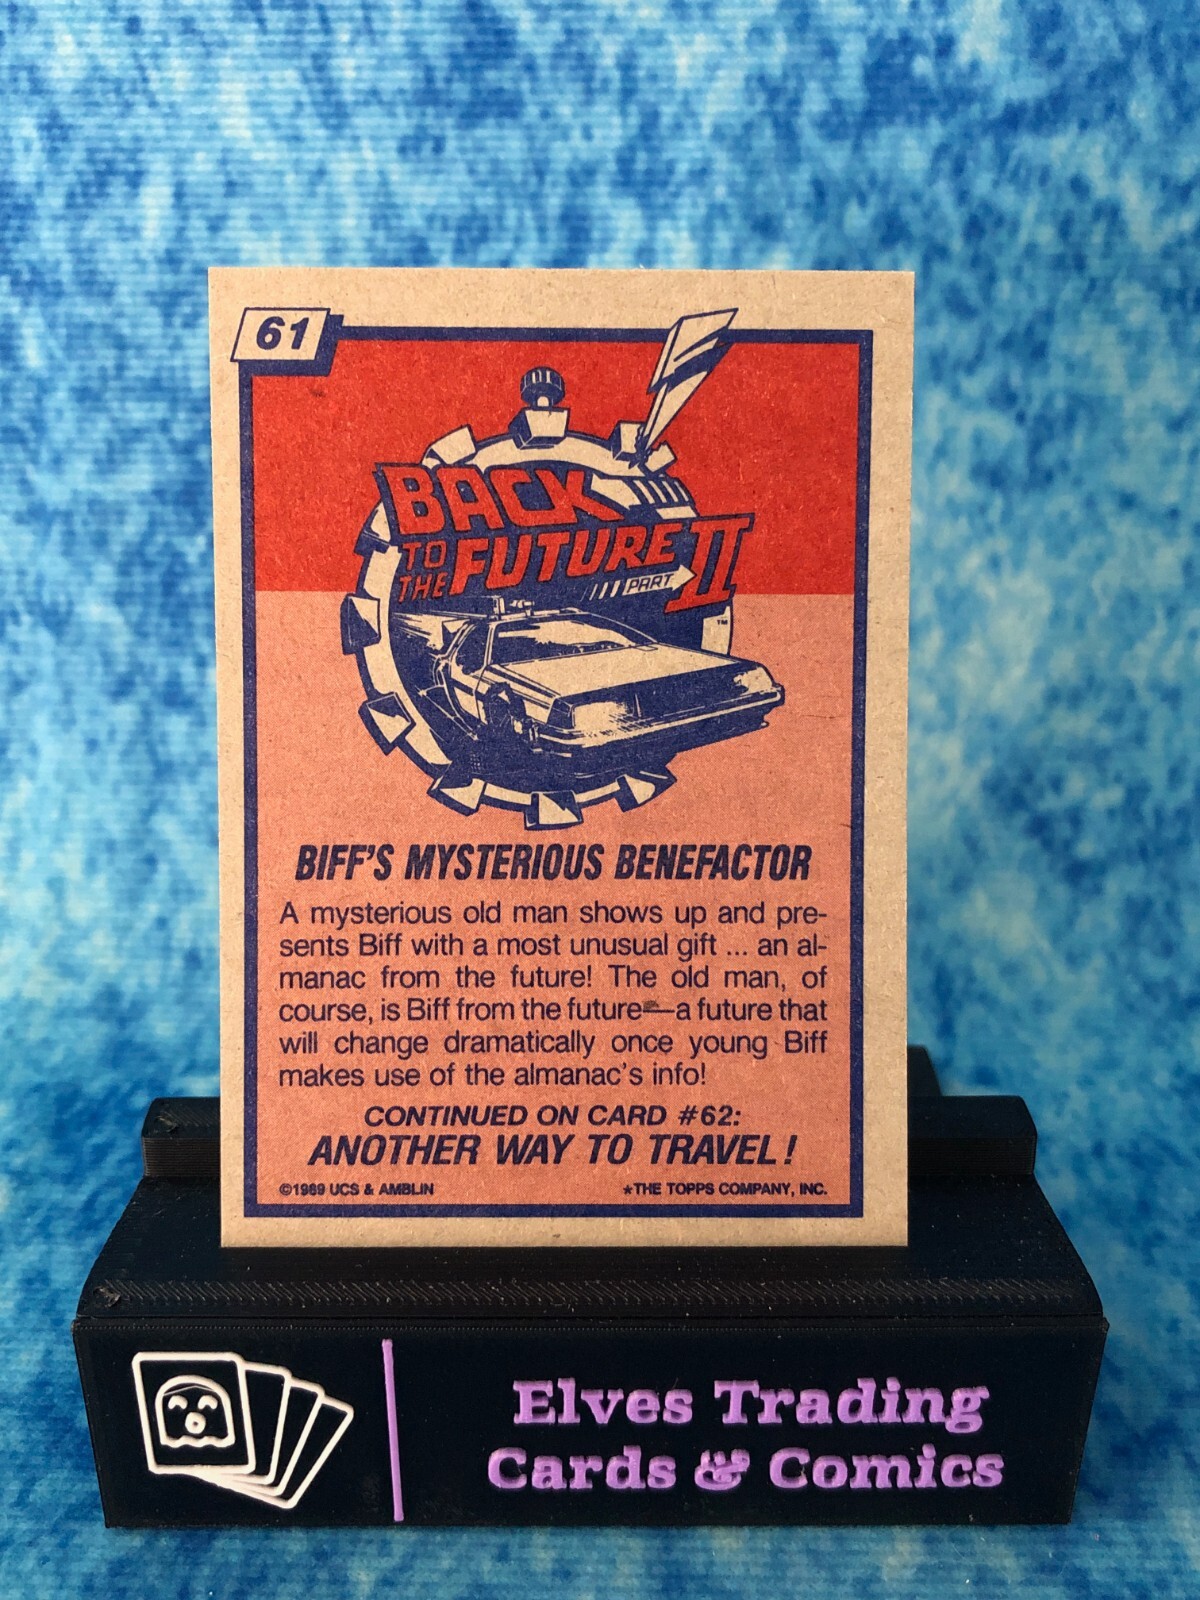 61
BACK
TO
THE FUTURE
PART II
TM
BIFF'S MYSTERIOUS BENEFACTOR
A mysterious old man shows up and pre-
sents Biff with a most unusual gift ... an al-
manac from the future! The old man, of
course, is Biff from the future—a future that
will change dramatically once young Biff
makes use of the almanac's info!
CONTINUED ON CARD #62:
ANOTHER WAY TO TRAVEL!
©1989 UCS & AMBLIN
*THE TOPPS COMPANY, INC.
Elves Trading
Cards & Comics